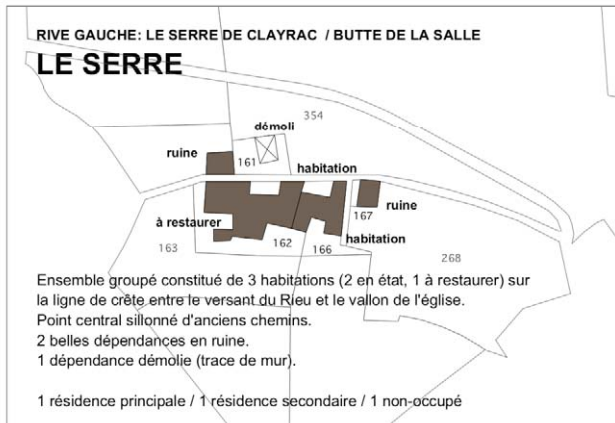 RIVE GAUCHE: LE SERRE DE CLAYRAC / BUTTE DE LA SALLE
LE SERRE
354
démoli
ruine
161
habitation
167
ruine
à restaurer
163
162
166
habitation
268
Ensemble groupé constitué de 3 habitations (2 en état, 1 à restaurer) sur
la ligne de crête entre le versant du Rieu et le vallon de l'église.
Point central sillonné d'anciens chemins.
2 belles dépendances en ruine.
1 dépendance démolie (trace de mur).
1 résidence principale / 1 résidence secondaire / 1 non-occupé